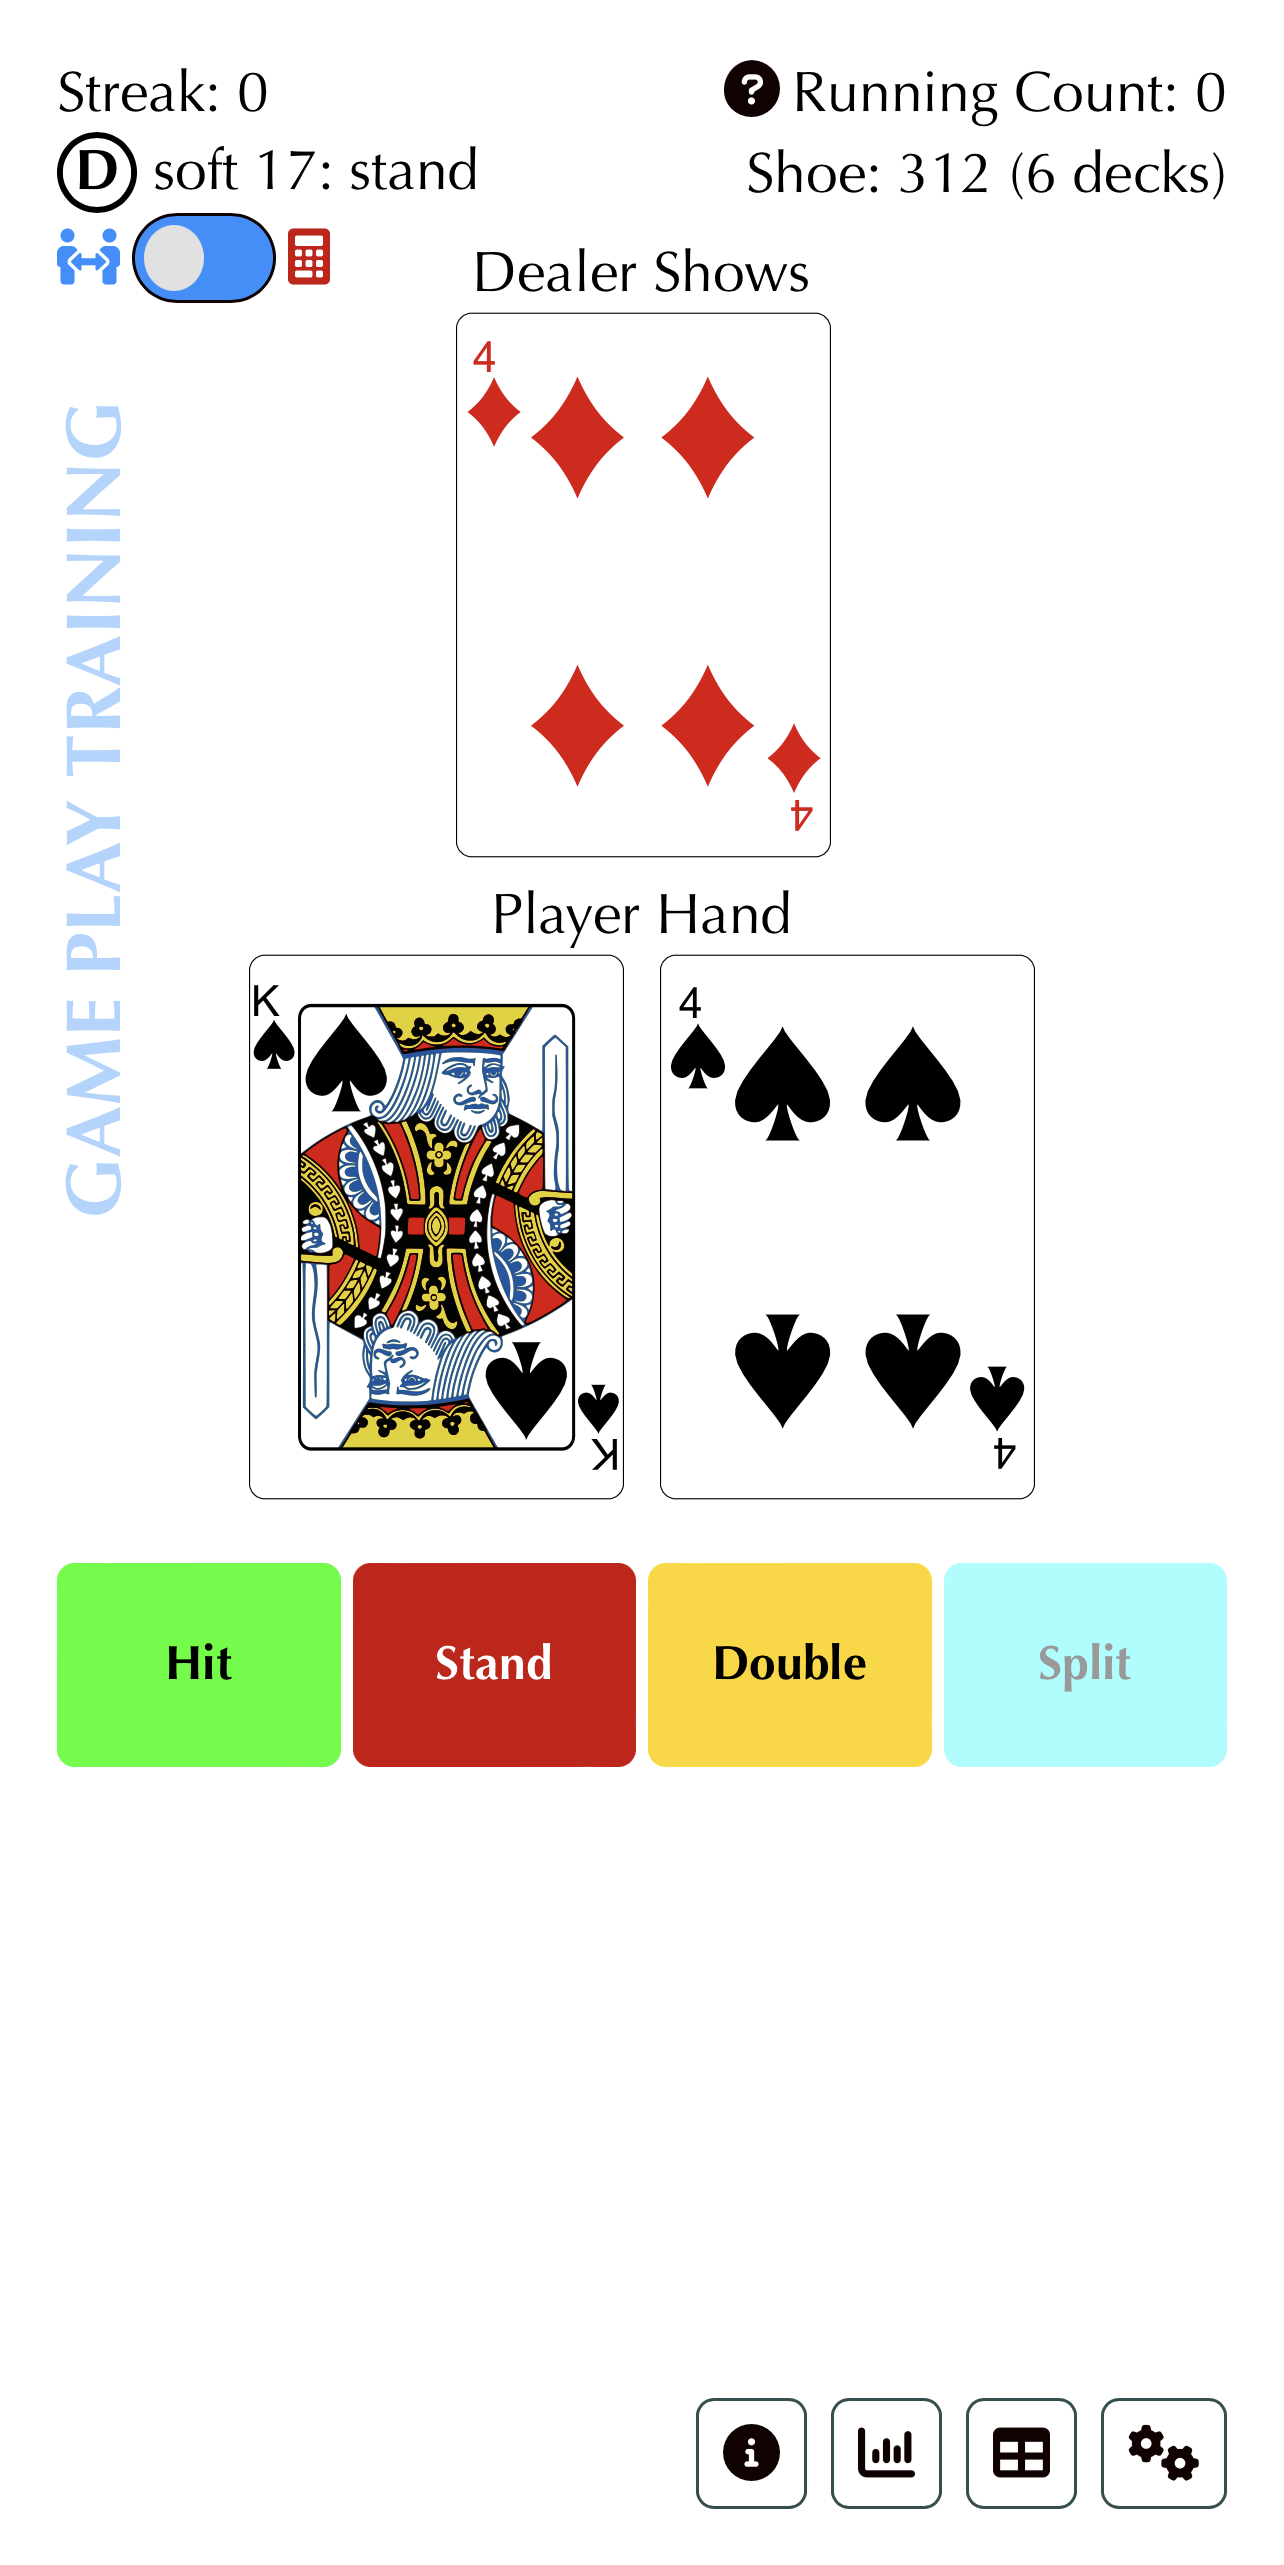 Streak: 0
? Running Count: 0
D soft 17: stand
Shoe: 312 (6 decks)
Dealer Shows
4
4
GAME PLAY TRAINING
Player Hand
K
K
4
4
Hit
Stand
Double
Split